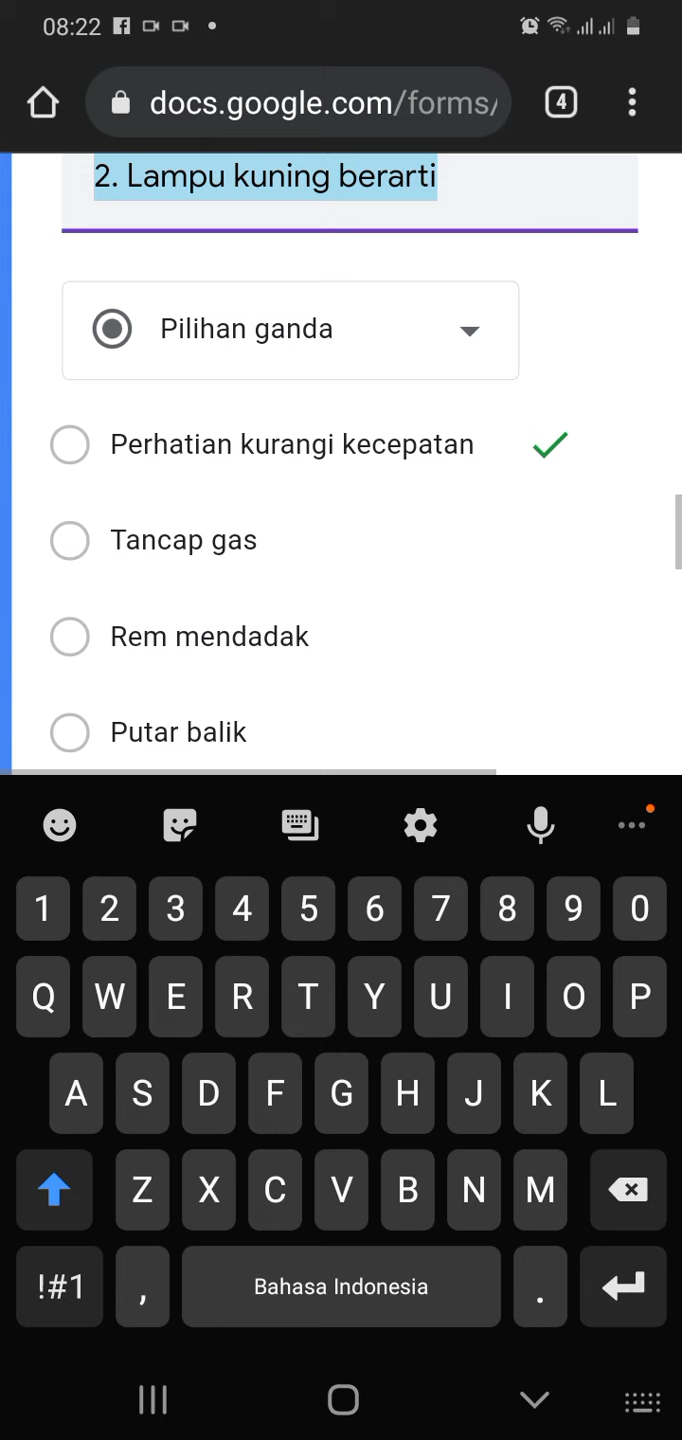 08:22
docs.google.com/forms/
4
2. Lampu kuning berarti
Pilihan ganda
Perhatian kurangi kecepatan
Tancap gas
Rem mendadak
Putar balik
1 2 3 4 5 6 7 8 9 0
Q W E R T Y U I O P
A S D F G H J K L
Z X C V B N M
!#1 , Bahasa Indonesia .